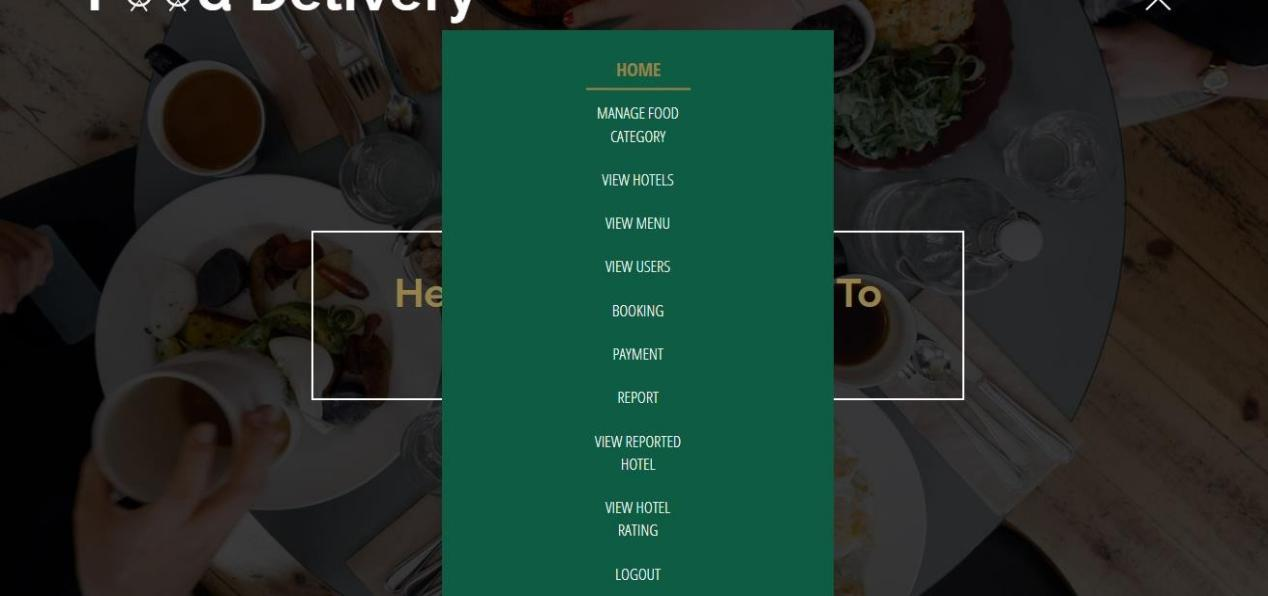 Food Delivery
HOME
MANAGE FOOD
CATEGORY
VIEW HOTELS
VIEW MENU
VIEW USERS
To
BOOKING
PAYMENT
REPORT
VIEW REPORTED
HOTEL
VIEW HOTEL
RATING
LOGOUT